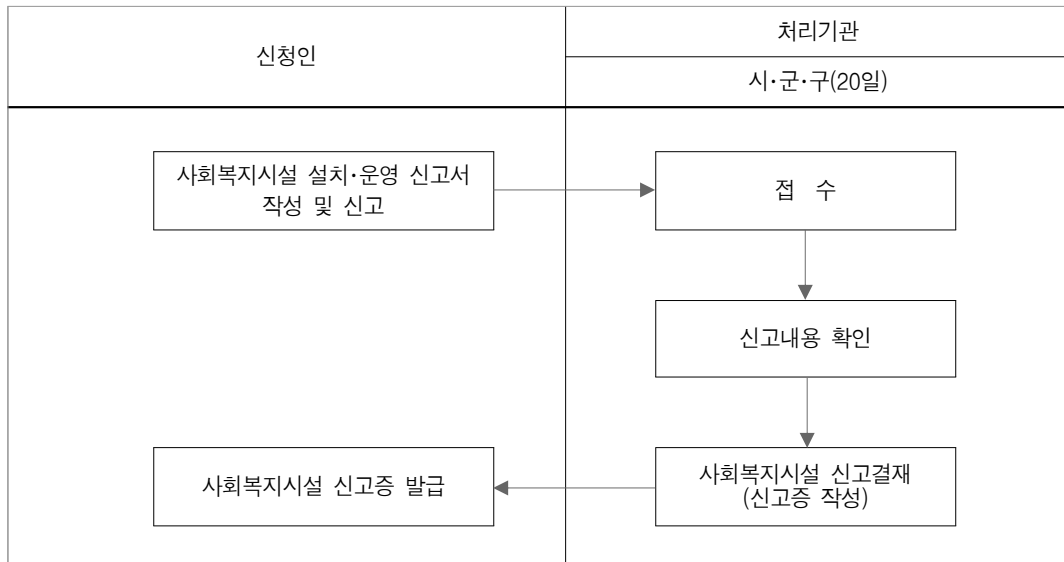 신청인
처리기관
시·군·구(20일)
사회복지시설 설치·운영 신고서
작성 및 신고
접 수
신고내용 확인
사회복지시설 신고결재
(신고증 작성)
사회복지시설 신고증 발급